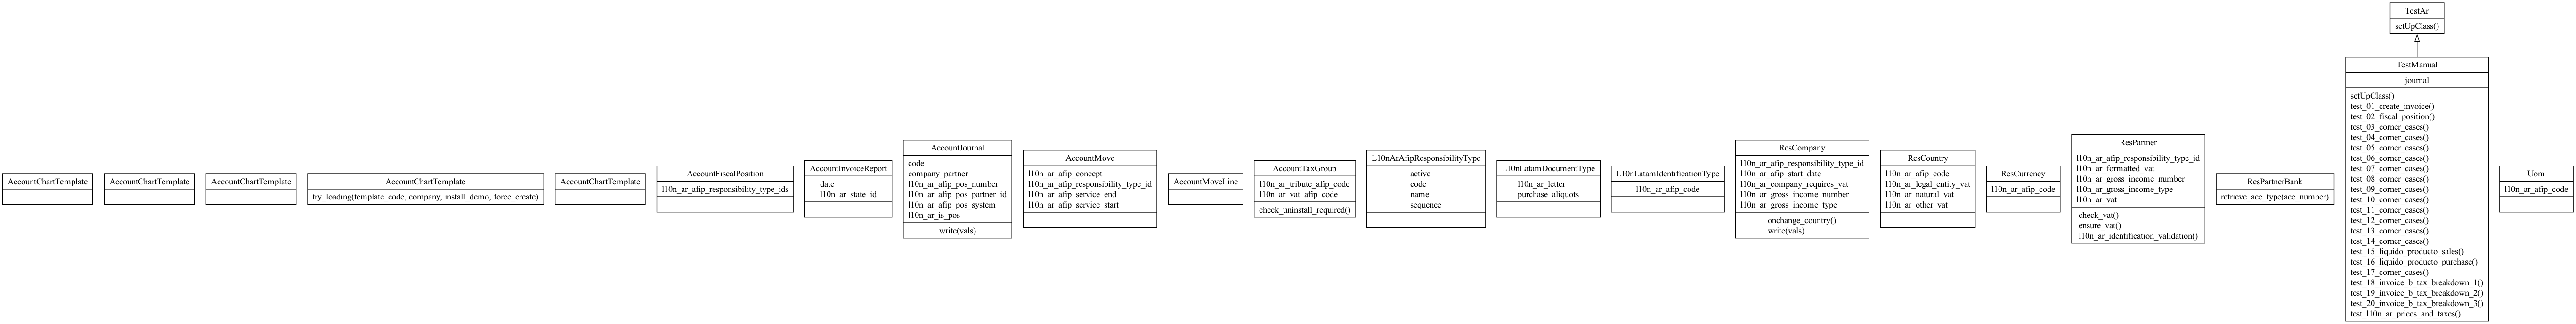 AccountChartTemplate
AccountChartTemplate
AccountChartTemplate
AccountChartTemplate
try_loading(template_code, company, install_demo, force_create)
AccountChartTemplate
AccountFiscalPosition
l10n_ar_afip_responsibility_type_ids
AccountInvoiceReport
date
l10n_ar_state_id
AccountJournal
code
company_partner
l10n_ar_afip_pos_number
l10n_ar_afip_pos_partner_id
l10n_ar_afip_pos_system
l10n_ar_is_pos
write(vals)
AccountMove
l10n_ar_afip_concept
l10n_ar_afip_responsibility_type_id
l10n_ar_afip_service_end
l10n_ar_afip_service_start
AccountMoveLine
AccountTaxGroup
l10n_ar_tribute_afip_code
l10n_ar_vat_afip_code
check_uninstall_required()
L10nArAfipResponsibilityType
active
code
name
sequence
L10nLatamDocumentType
l10n_ar_letter
purchase_aliquots
L10nLatamIdentificationType
l10n_ar_afip_code
ResCompany
l10n_ar_afip_responsibility_type_id
l10n_ar_afip_start_date
l10n_ar_company_requires_vat
l10n_ar_gross_income_number
l10n_ar_gross_income_type
onchange_country()
write(vals)
ResCountry
l10n_ar_afip_code
l10n_ar_legal_entity_vat
l10n_ar_natural_vat
l10n_ar_other_vat
ResCurrency
l10n_ar_afip_code
ResPartner
l10n_ar_afip_responsibility_type_id
l10n_ar_formatted_vat
l10n_ar_gross_income_number
l10n_ar_gross_income_type
l10n_ar_vat
check_vat()
ensure_vat()
l10n_ar_identification_validation()
ResPartnerBank
retrieve_acc_type(acc_number)
TestAr
setUpClass()
TestManual
journal
setUpClass()
test_01_create_invoice()
test_02_fiscal_position()
test_03_corner_cases()
test_04_corner_cases()
test_05_corner_cases()
test_06_corner_cases()
test_07_corner_cases()
test_08_corner_cases()
test_09_corner_cases()
test_10_corner_cases()
test_11_corner_cases()
test_12_corner_cases()
test_13_corner_cases()
test_14_corner_cases()
test_15_liquido_producto_sales()
test_16_liquido_producto_purchase()
test_17_corner_cases()
test_18_invoice_b_tax_breakdown_1()
test_19_invoice_b_tax_breakdown_2()
test_20_invoice_b_tax_breakdown_3()
test_l10n_ar_prices_and_taxes()
Uom
l10n_ar_afip_code